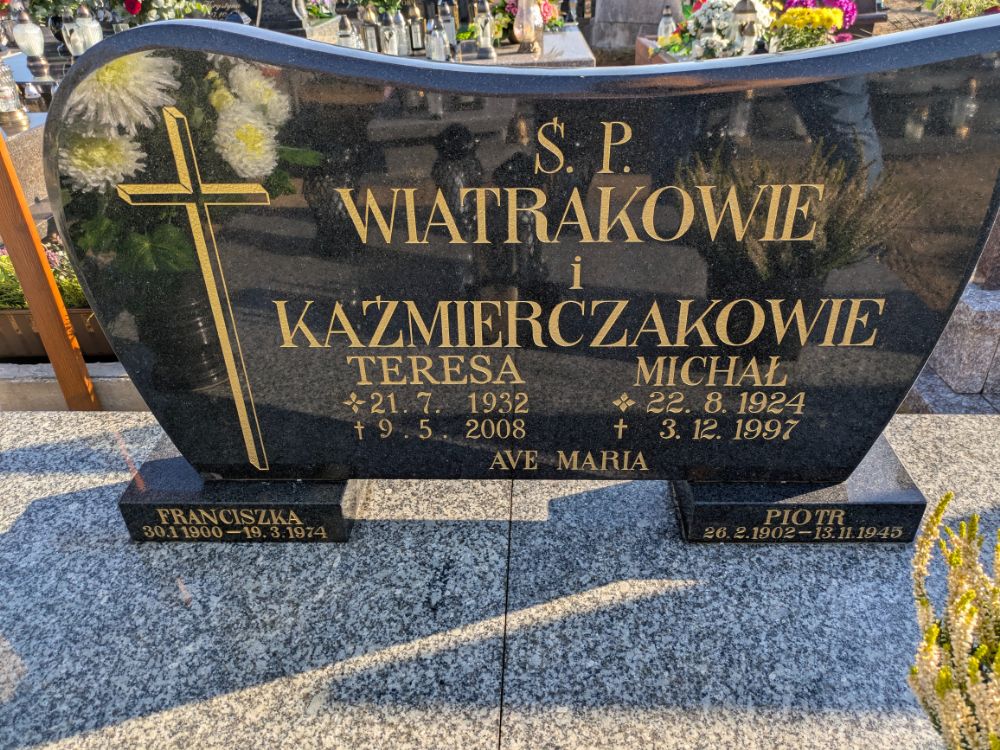 Ś. P.
WIATRAKOWIE
i
KAŹMIERCZAKOWIE
TERESA MICHAŁ
21. 7. 1932 22. 8. 1924
† 9. 5. 2008 † 3. 12. 1997
AVE MARIA
FRANCISZKA PIOTR
30.1 1900–19.3.1974 26.2.1902–13.11.1945